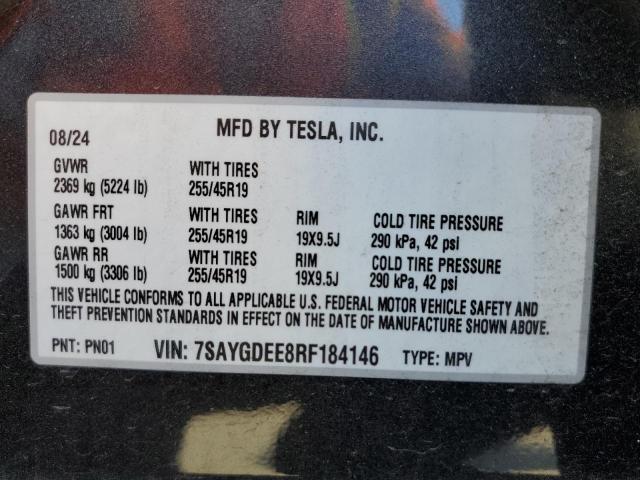 08/24 MFD BY TESLA, INC.
GVWR WITH TIRES
2369 kg (5224 lb) 255/45R19
GAWR FRT WITH TIRES RIM COLD TIRE PRESSURE
1363 kg (3004 lb) 255/45R19 19X9.5J 290 kPa, 42 psi
GAWR RR WITH TIRES RIM COLD TIRE PRESSURE
1500 kg (3306 lb) 255/45R19 19X9.5J 290 kPa, 42 psi
THIS VEHICLE CONFORMS TO ALL APPLICABLE U.S. FEDERAL MOTOR VEHICLE SAFETY AND
THEFT PREVENTION STANDARDS IN EFFECT ON THE DATE OF MANUFACTURE SHOWN ABOVE.
PNT: PN01 VIN: 7SAYGDEE8RF184146 TYPE: MPV